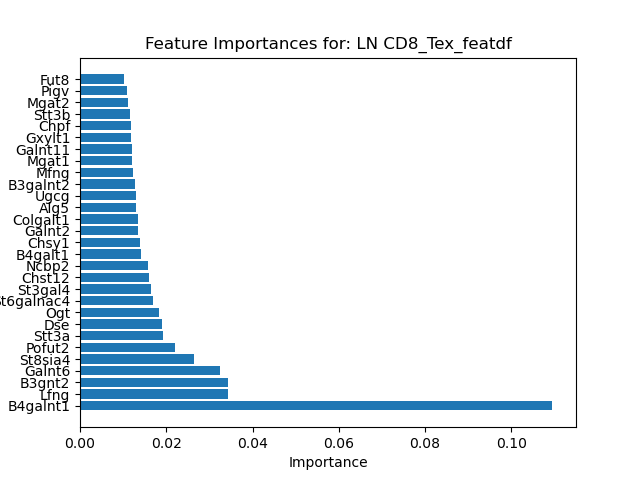 Feature Importances for: LN CD8_Tex_featdf
Fut8
Pigv
Mgat2
Stt3b
Chpf
Gxylt1
Galnt11
Mgat1
Mfng
B3galnt2
Ugcg
Alg5
Colgalt1
Galnt2
Chsy1
B4galt1
Ncbp2
Chst12
St3gal4
St6galnac4
Ogt
Dse
Stt3a
Pofut2
St8sia4
Galnt6
B3gnt2
Lfng
B4galnt1
0.00 0.02 0.04 0.06 0.08 0.10
Importance